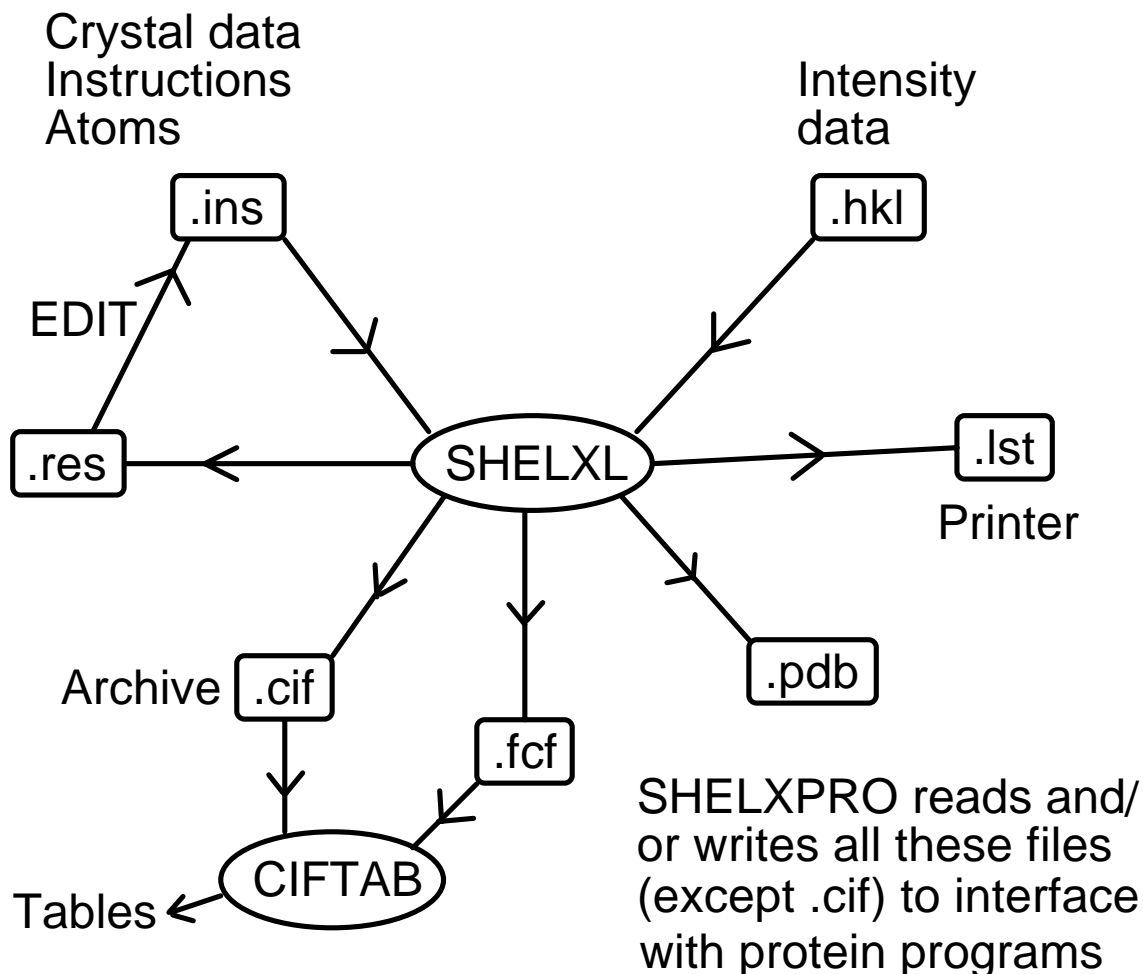 Crystal data
Instructions
Atoms
Intensity
data
.ins
.hkl
EDIT
.res
SHELXL
.lst
Printer
Archive
.cif
.pdb
.fcf
SHELXPRO reads and/
or writes all these files
(except .cif) to interface
with protein programs
CIFTAB
Tables